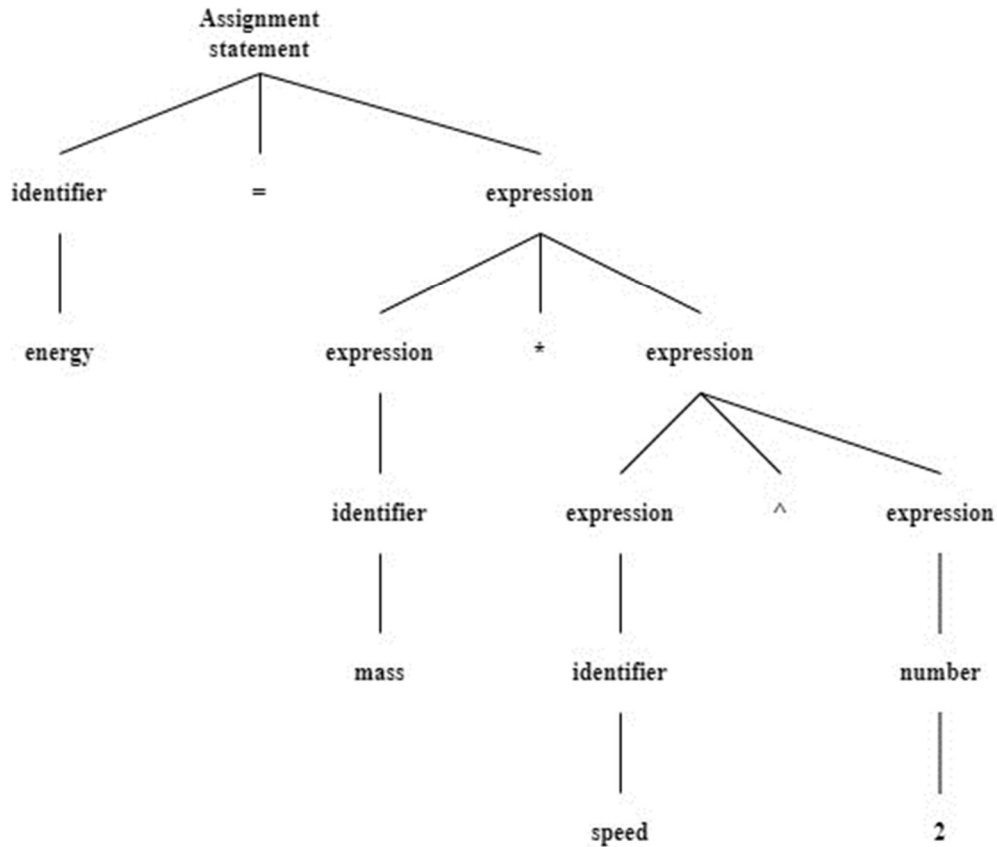 Assignment
statement
identifier = expression
energy expression * expression
identifier expression ^ expression
mass identifier number
speed 2